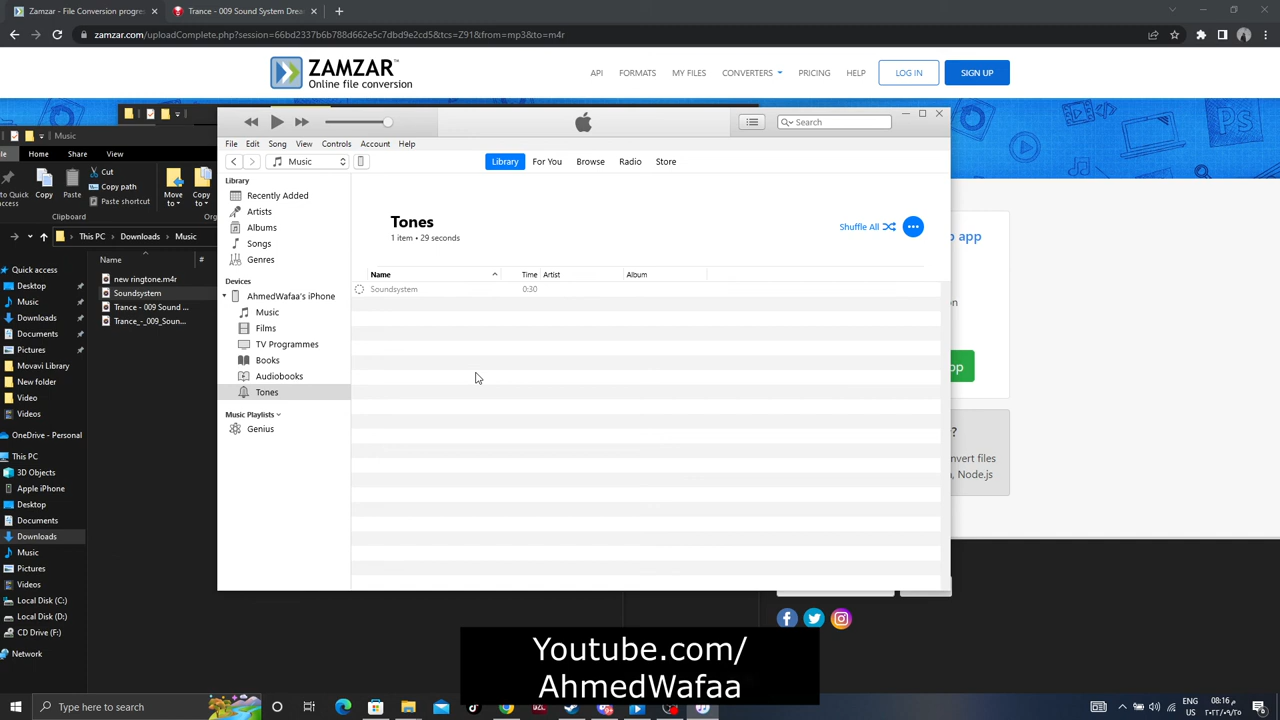 Zamzar - File Conversion progres
Soundsystem - 009 Sound System
zamzar.com/uploadComplete.php?session=66bd2337b6b788d662e5c7dbd9e2cd5&tcs=Z91&from=mp3&to=m4r
ZAMZAR™
Online file conversion
API
FORMATS
MY FILES
CONVERTERS
PRICING
HELP
LOG IN
SIGN UP
Music
Home
Share
View
Copy
Paste
Cut
Copy path
Paste shortcut
Move to
Copy to
Clipboard
This PC
Downloads
Music
Name
#
Quick access
Desktop
Music
Downloads
Documents
Pictures
Movavi Library
New folder
Video
Videos
OneDrive - Personal
This PC
3D Objects
Apple iPhone
Desktop
Documents
Downloads
Music
Pictures
Videos
Local Disk (C:)
Local Disk (D:)
CD Drive (F:)
Network
new ringtone.m4r
Soundsystem
Trance - 009 Sound ...
Trance_-_009_Soun...
Search
File
Edit
Song
View
Controls
Account
Help
Music
Library
For You
Browse
Radio
Store
Library
Recently Added
Artists
Albums
Songs
Genres
Devices
AhmedWafaa's iPhone
Music
Films
TV Programmes
Books
Audiobooks
Tones
Music Playlists
Genius
Tones
1 item • 29 seconds
Shuffle All
Name
Time
Artist
Album
Soundsystem
0:30
app
on
pp
?
nvert files
, Node.js
Youtube.com/
AhmedWafaa
Type here to search
ENG
08:16 م